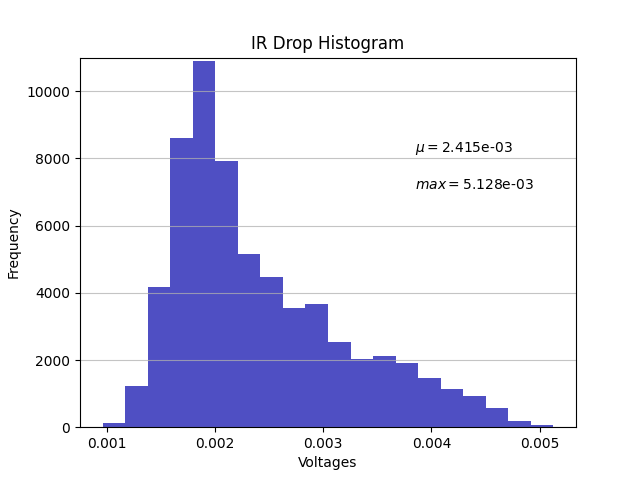 IR Drop Histogram
10000
8000
6000
4000
2000
0
Frequency
μ = 2.415e-03
max = 5.128e-03
0.001 0.002 0.003 0.004 0.005
Voltages